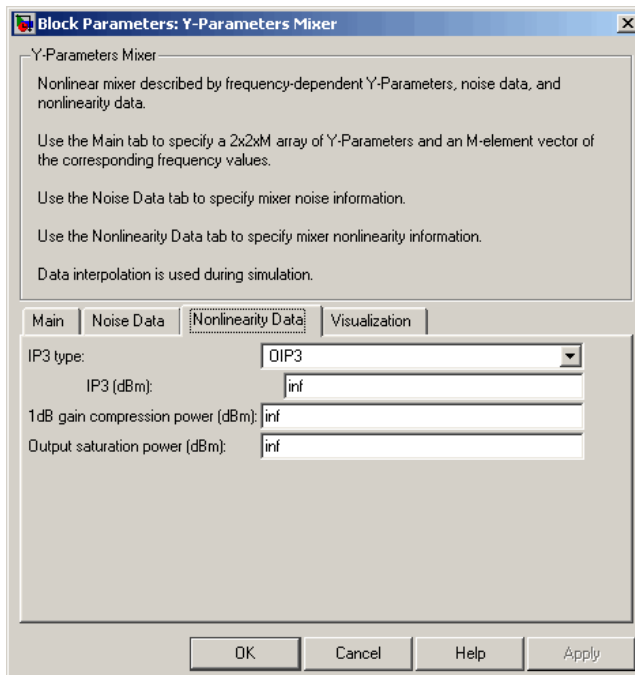 Block Parameters: Y-Parameters Mixer
Y-Parameters Mixer
Nonlinear mixer described by frequency-dependent Y-Parameters, noise data, and
nonlinearity data.
Use the Main tab to specify a 2x2xM array of Y-Parameters and an M-element vector of
the corresponding frequency values.
Use the Noise Data tab to specify mixer noise information.
Use the Nonlinearity Data tab to specify mixer nonlinearity information.
Data interpolation is used during simulation.
Main Noise Data Nonlinearity Data Visualization
IP3 type: OIP3
IP3 (dBm): inf
1dB gain compression power (dBm): inf
Output saturation power (dBm): inf
OK Cancel Help Apply